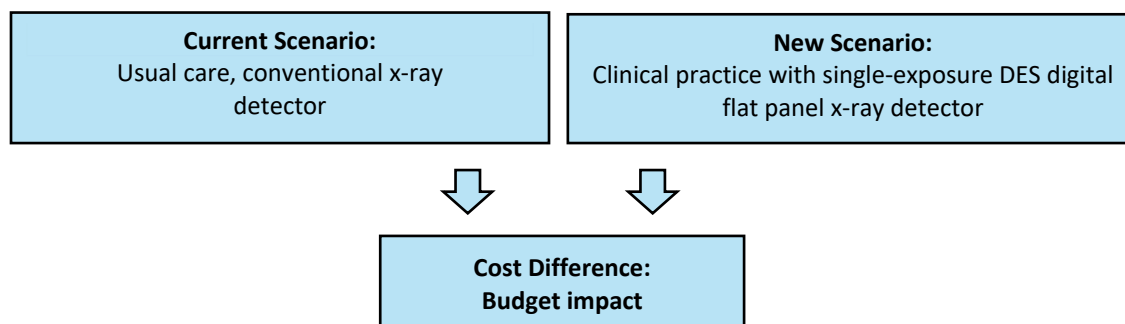 Current Scenario:
Usual care, conventional x-ray
detector
New Scenario:
Clinical practice with single-exposure DES digital
flat panel x-ray detector
Cost Difference:
Budget impact